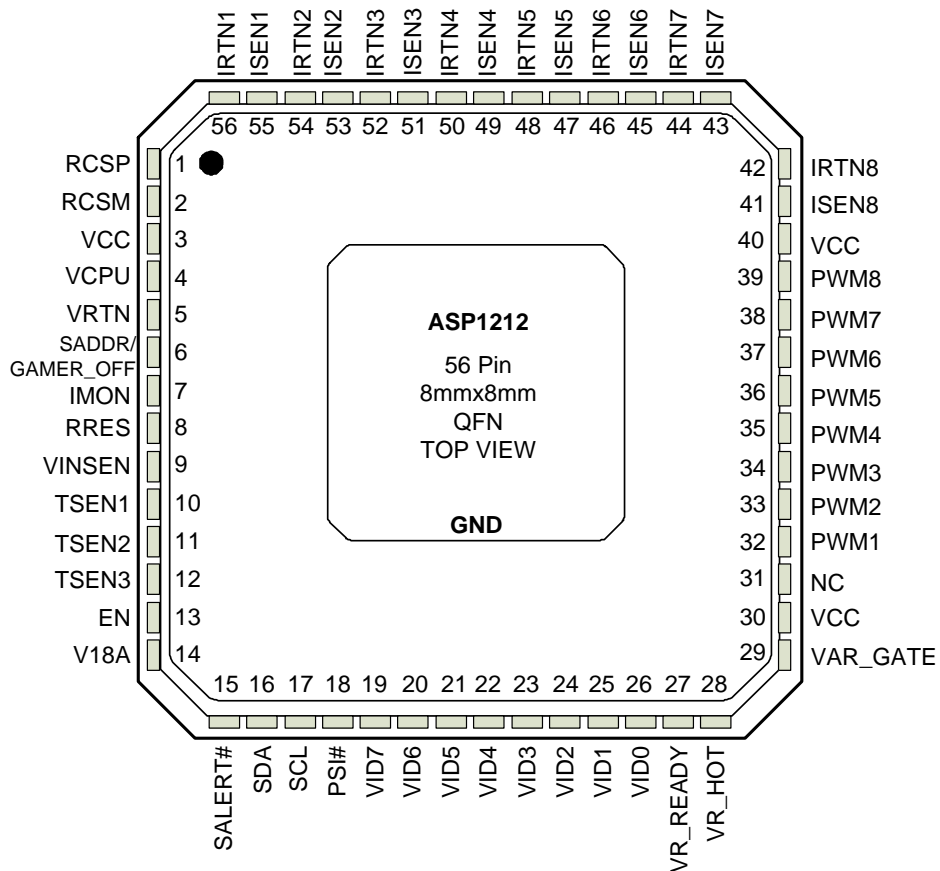 IRTN1
ISEN1
IRTN2
ISEN2
IRTN3
ISEN3
IRTN4
ISEN4
IRTN5
ISEN5
IRTN6
ISEN6
IRTN7
ISEN7
56 55 54 53 52 51 50 49 48 47 46 45 44 43
RCSP 1
RCSM 2
VCC 3
VCPU 4
VRTN 5
SADDR/
GAMER_OFF 6
IMON 7
RRES 8
VINSEN 9
TSEN1 10
TSEN2 11
TSEN3 12
EN 13
V18A 14
ASP1212
56 Pin
8mmx8mm
QFN
TOP VIEW
GND
42 IRTN8
41 ISEN8
40 VCC
39 PWM8
38 PWM7
37 PWM6
36 PWM5
35 PWM4
34 PWM3
33 PWM2
32 PWM1
31 NC
30 VCC
29 VAR_GATE
15 16 17 18 19 20 21 22 23 24 25 26 27 28
SALERT#
SDA
SCL
PSI#
VID7
VID6
VID5
VID4
VID3
VID2
VID1
VID0
VR_READY
VR_HOT